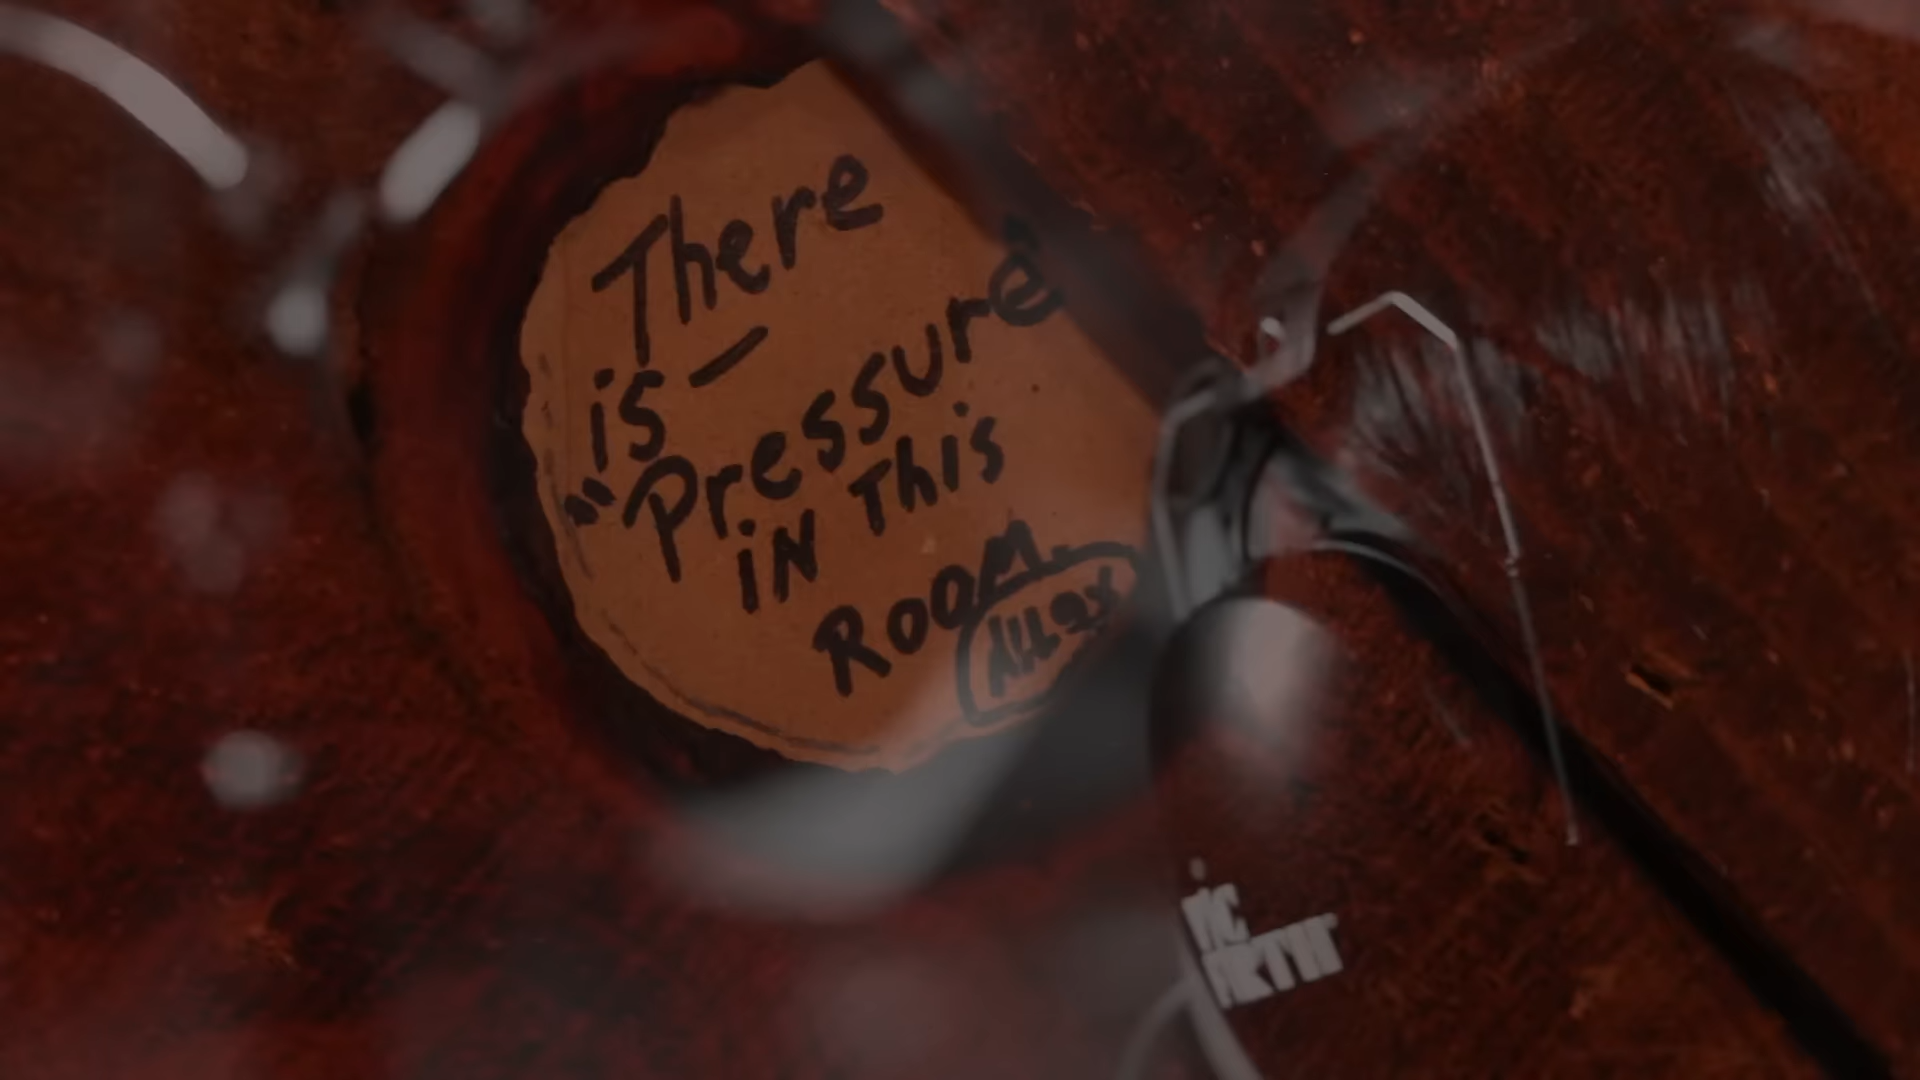 There
is
"Pressure"
iN This
ROOM.